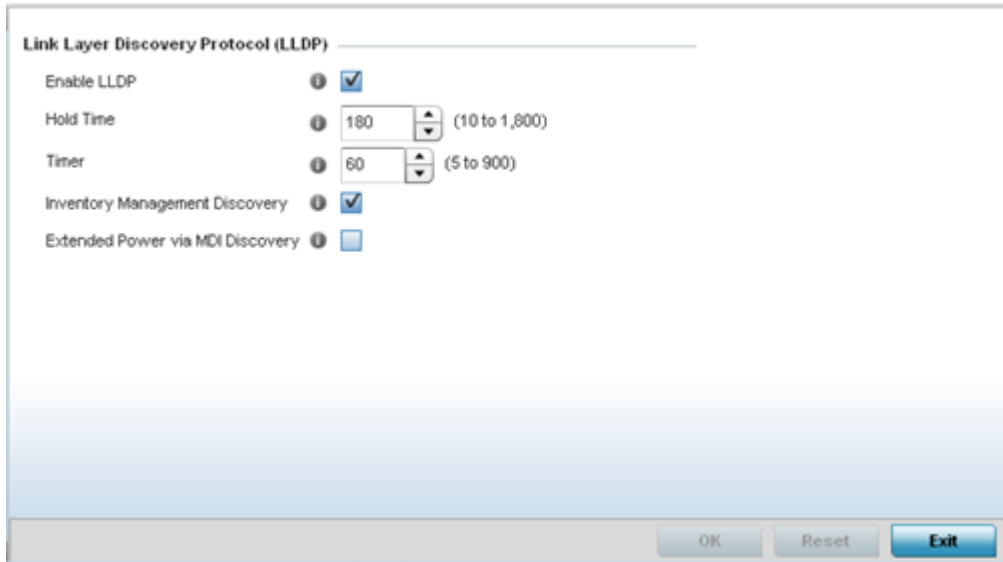 Link Layer Discovery Protocol (LLDP)
Enable LLDP
Hold Time 180 (10 to 1,800)
Timer 60 (5 to 900)
Inventory Management Discovery
Extended Power via MDI Discovery
OK Reset Exit